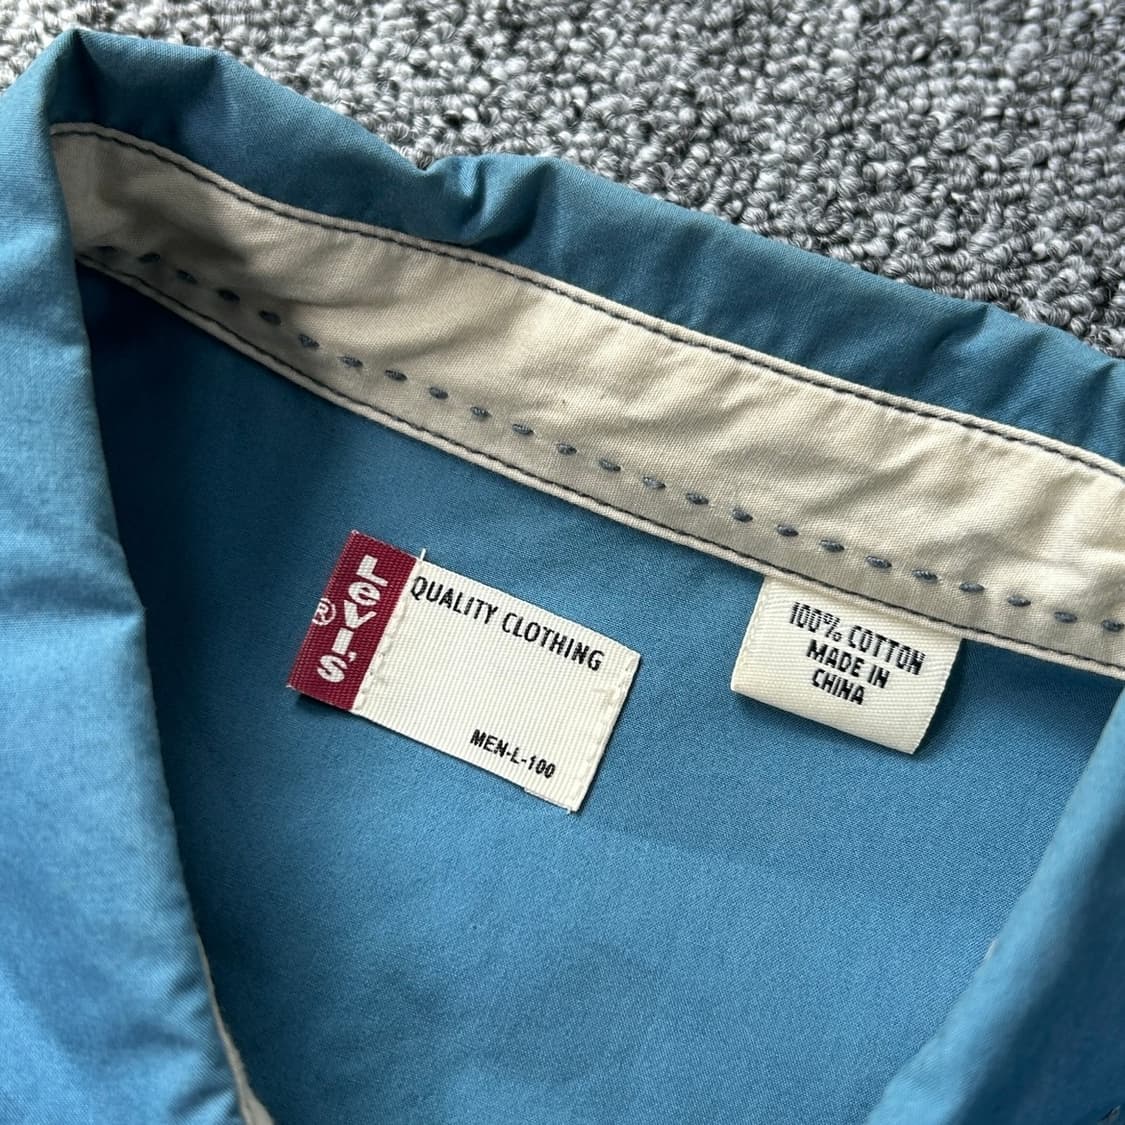 Levi's
®
QUALITY CLOTHING
MEN-L-100
100% COTTON
MADE IN
CHINA